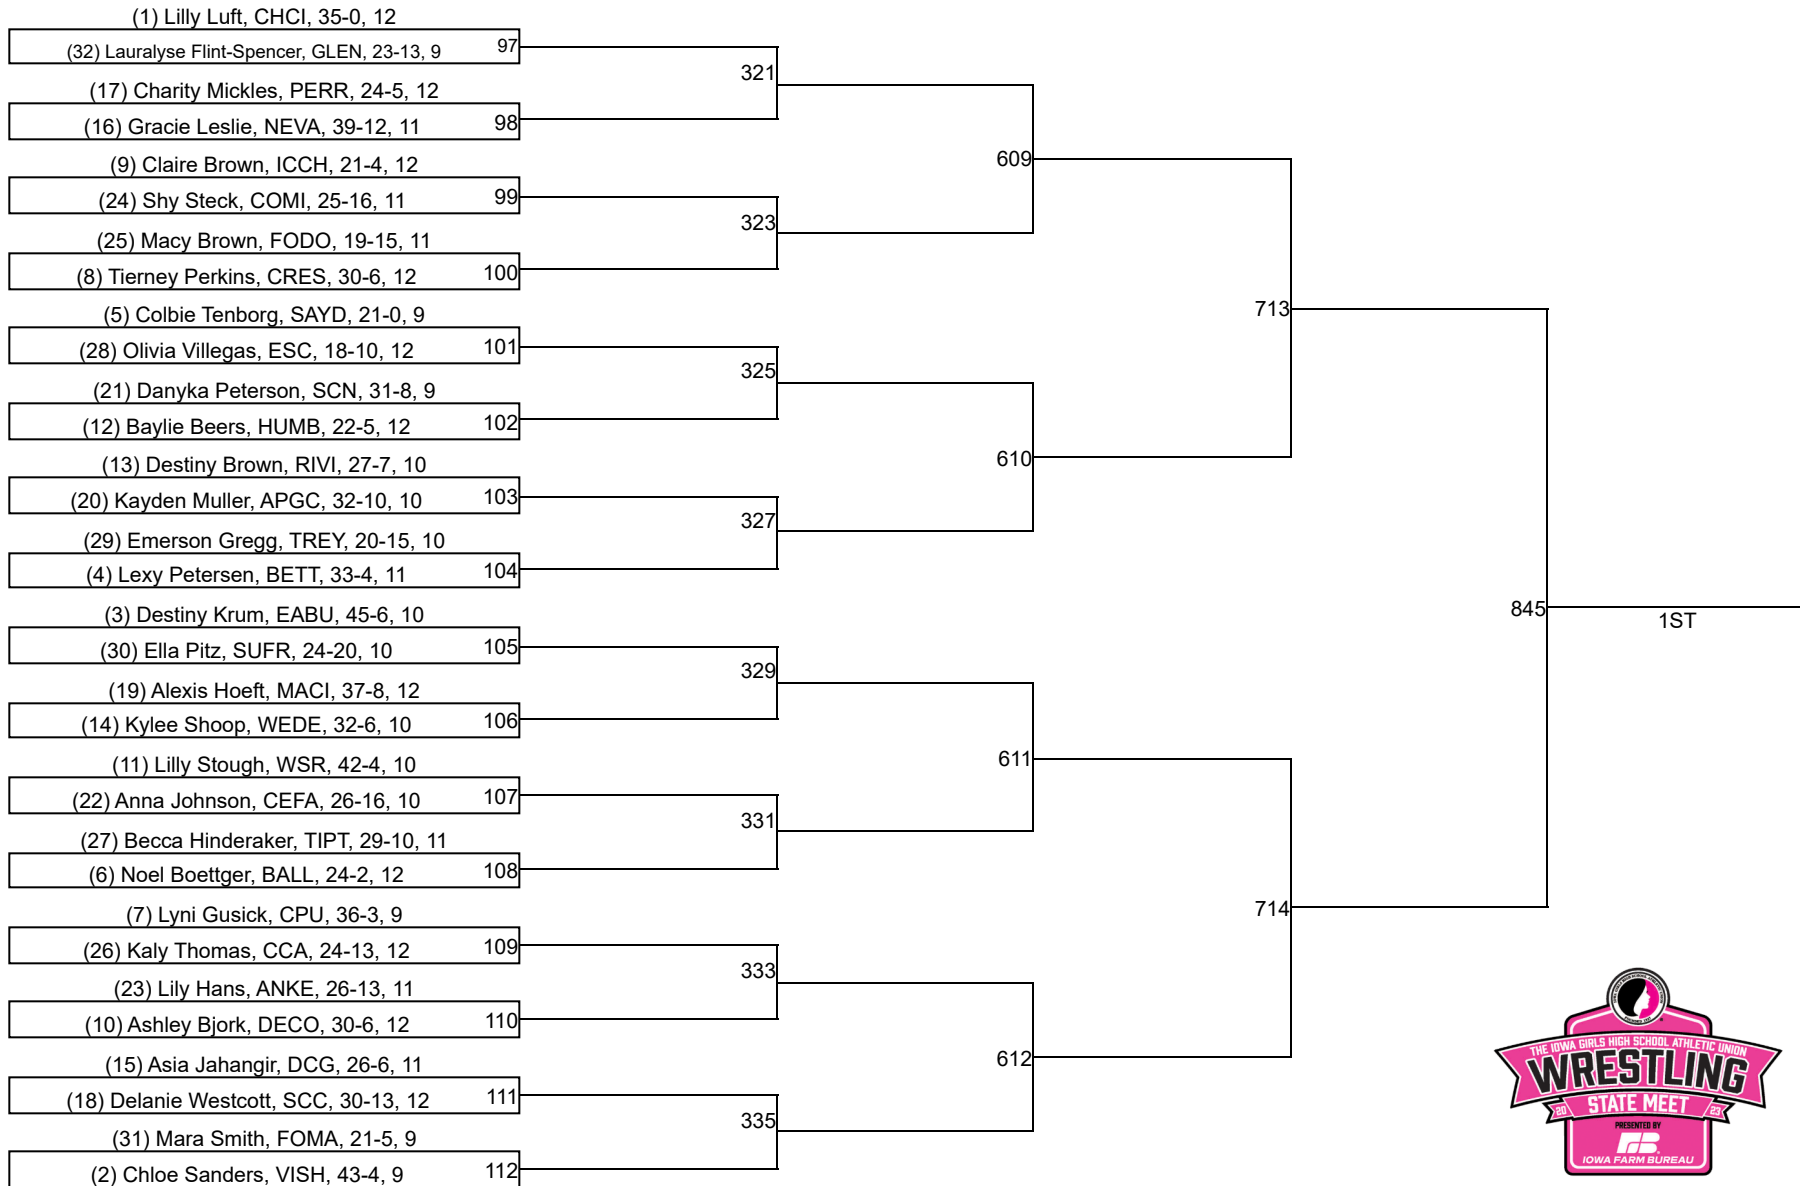 (1) Lilly Luft, CHCI, 35-0, 12
(32) Lauralyse Flint-Spencer, GLEN, 23-13, 9
97
321
(17) Charity Mickles, PERR, 24-5, 12
(16) Gracie Leslie, NEVA, 39-12, 11
98
609
(9) Claire Brown, ICCH, 21-4, 12
(24) Shy Steck, COMI, 25-16, 11
99
323
(25) Macy Brown, FODO, 19-15, 11
(8) Tierney Perkins, CRES, 30-6, 12
100
713
(5) Colbie Tenborg, SAYD, 21-0, 9
(28) Olivia Villegas, ESC, 18-10, 12
101
325
(21) Danyka Peterson, SCN, 31-8, 9
(12) Baylie Beers, HUMB, 22-5, 12
102
610
(13) Destiny Brown, RIVI, 27-7, 10
(20) Kayden Muller, APGC, 32-10, 10
103
327
(29) Emerson Gregg, TREY, 20-15, 10
(4) Lexy Petersen, BETT, 33-4, 11
104
845
1ST
(3) Destiny Krum, EABU, 45-6, 10
(30) Ella Pitz, SUFR, 24-20, 10
105
329
(19) Alexis Hoeft, MACI, 37-8, 12
(14) Kylee Shoop, WEDE, 32-6, 10
106
611
(11) Lilly Stough, WSR, 42-4, 10
(22) Anna Johnson, CEFA, 26-16, 10
107
331
(27) Becca Hinderaker, TIPT, 29-10, 11
(6) Noel Boettger, BALL, 24-2, 12
108
714
(7) Lyni Gusick, CPU, 36-3, 9
(26) Kaly Thomas, CCA, 24-13, 12
109
333
(23) Lily Hans, ANKE, 26-13, 11
(10) Ashley Bjork, DECO, 30-6, 12
110
612
(15) Asia Jahangir, DCG, 26-6, 11
(18) Delanie Westcott, SCC, 30-13, 12
111
335
(31) Mara Smith, FOMA, 21-5, 9
(2) Chloe Sanders, VISH, 43-4, 9
112
THE IOWA GIRLS HIGH SCHOOL ATHLETIC UNION
WRESTLING
20 STATE MEET 23
PRESENTED BY
FB
IOWA FARM BUREAU